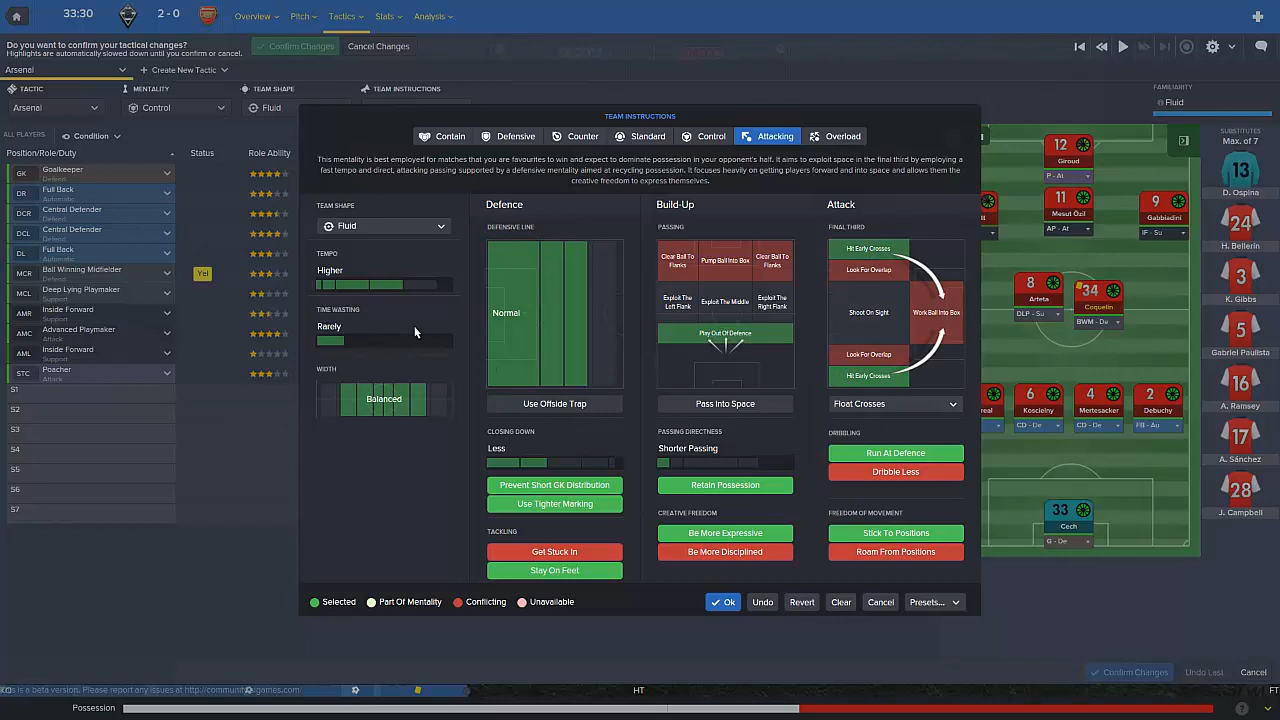 33:30
2 - 0
Overview
Pitch
Tactics
Stats
Analysis
Do you want to confirm your tactical changes?
Highlights are automatically slowed down until you confirm or cancel.
Confirm Changes
Cancel Changes
Arsenal
Create New Tactic
TACTIC
MENTALITY
TEAM SHAPE
TEAM INSTRUCTIONS
FAMILIARITY
Arsenal
Control
Fluid
Fluid
ALL PLAYERS
Condition
Position/Role/Duty
Status
Role Ability
GK
Goalkeeper
Defend
DR
Full Back
Automatic
DCR
Central Defender
Defend
DCL
Central Defender
Defend
DL
Full Back
Automatic
MCR
Ball Winning Midfielder
Defend
Yel
MCL
Deep Lying Playmaker
Support
AMR
Inside Forward
Support
AMC
Advanced Playmaker
Attack
AML
Inside Forward
Support
STC
Poacher
Attack
S1
S2
S3
S4
S5
S6
S7
TEAM INSTRUCTIONS
Contain
Defensive
Counter
Standard
Control
Attacking
Overload
This mentality is best employed for matches that you are favourites to win and expect to dominate possession in your opponent's half. It aims to exploit space in the final third by employing a
fast tempo and direct, attacking passing supported by a defensive mentality aimed at recycling possession. It focuses heavily on getting players forward and into space and allows them the
creative freedom to express themselves.
TEAM SHAPE
Fluid
TEMPO
Higher
TIME WASTING
Rarely
WIDTH
Balanced
Defence
DEFENSIVE LINE
Normal
Use Offside Trap
CLOSING DOWN
Less
Prevent Short GK Distribution
Use Tighter Marking
TACKLING
Get Stuck In
Stay On Feet
Build-Up
PASSING
Clear Ball To Flanks
Pump Ball Into Box
Clear Ball To Flanks
Exploit The Left Flank
Exploit The Middle
Exploit The Right Flank
Play Out Of Defence
Pass Into Space
PASSING DIRECTNESS
Shorter Passing
Retain Possession
CREATIVE FREEDOM
Be More Expressive
Be More Disciplined
Attack
FINAL THIRD
Hit Early Crosses
Look For Overlap
Shoot On Sight
Work Ball Into Box
Look For Overlap
Hit Early Crosses
Float Crosses
DRIBBLING
Run At Defence
Dribble Less
FREEDOM OF MOVEMENT
Stick To Positions
Roam From Positions
Selected
Part Of Mentality
Conflicting
Unavailable
Ok
Undo
Revert
Clear
Cancel
Presets...
12
Giroud
P - At
11
Mesut Özil
AP - At
9
Gabbiadini
IF - Su
8
Arteta
DLP - Su
34
Coquelin
BWM - De
6
Koscielny
CD - De
4
Mertesacker
CD - De
2
Debuchy
FB - Au
33
Cech
G - De
SUBSTITUTES
Max. of 7
13
D. Ospina
24
H. Bellerin
3
K. Gibbs
5
Gabriel Paulista
16
A. Ramsey
17
A. Sánchez
28
J. Campbell
Confirm Changes
Undo Last
Cancel
HT
FT
Possession